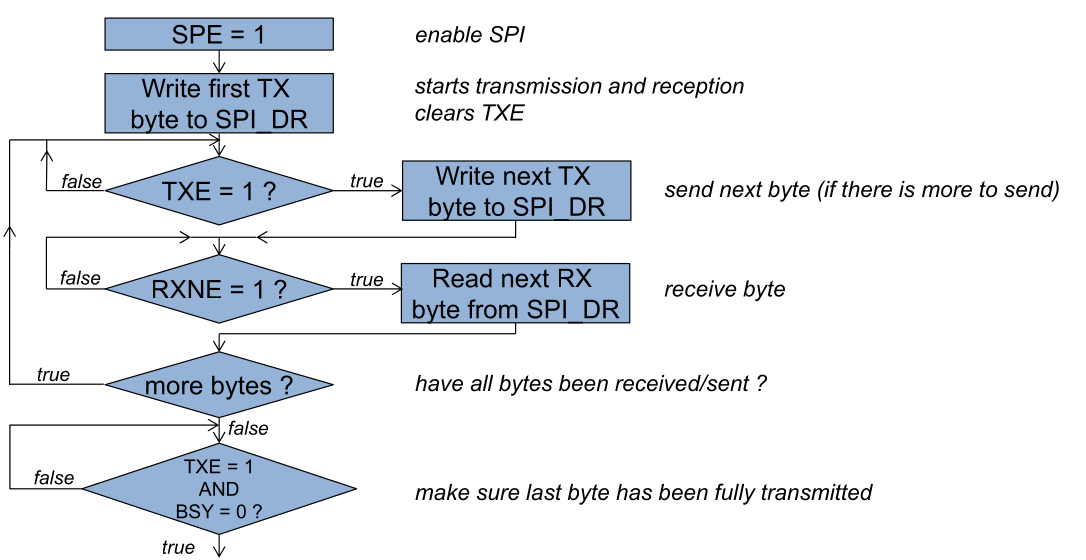 SPE = 1
enable SPI
Write first TX
byte to SPI_DR
starts transmission and reception
clears TXE
false
TXE = 1 ?
true
Write next TX
byte to SPI_DR
send next byte (if there is more to send)
false
RXNE = 1 ?
true
Read next RX
byte from SPI_DR
receive byte
true
more bytes ?
have all bytes been received/sent ?
false
false
TXE = 1
AND
BSY = 0 ?
make sure last byte has been fully transmitted
true